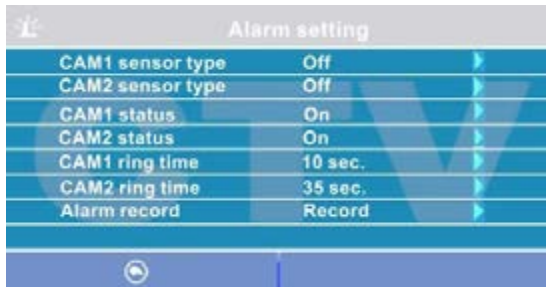 Alarm setting
CAM1 sensor type Off
CAM2 sensor type Off
CAM1 status On
CAM2 status On
CAM1 ring time 10 sec.
CAM2 ring time 35 sec.
Alarm record Record
CTV